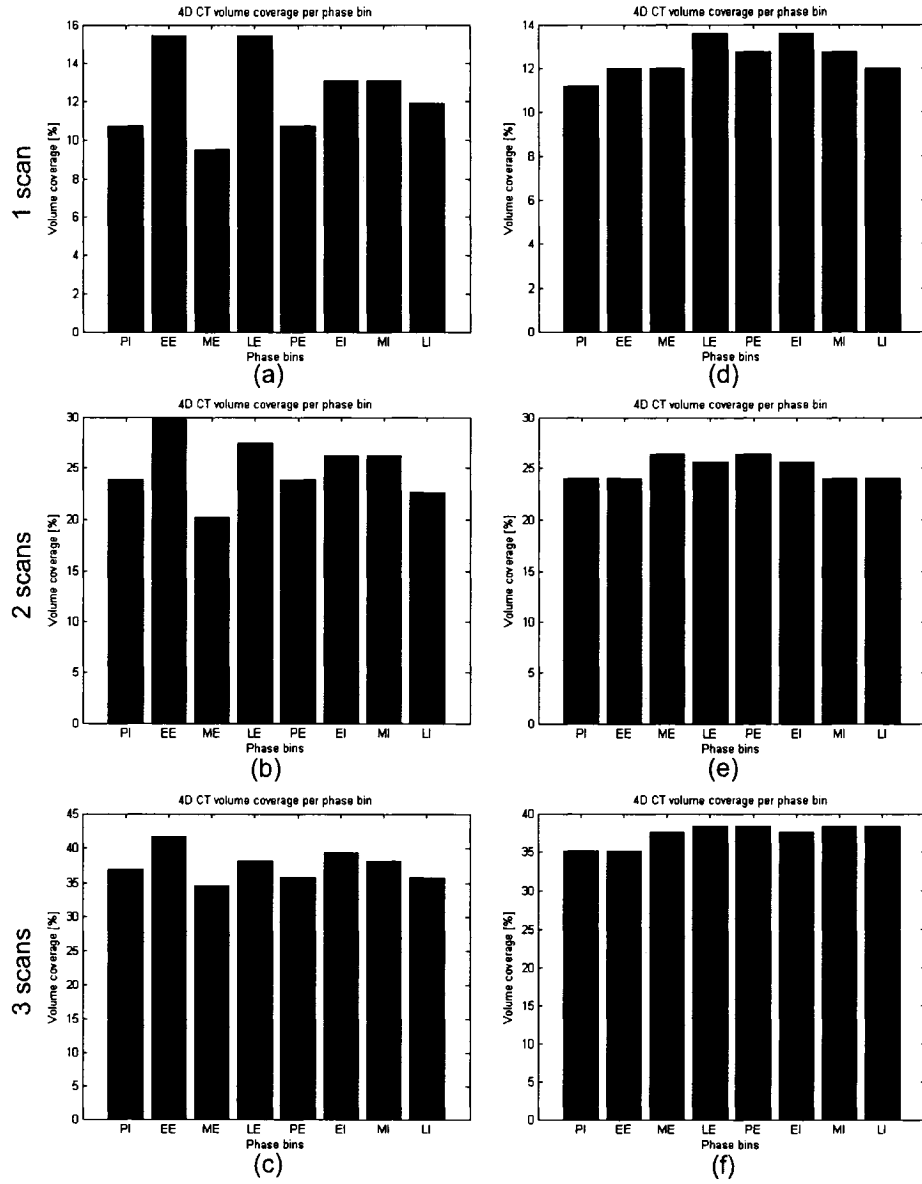 4D CT volume coverage per phase bin
1 scan
Volume coverage [%]
16
14
12
10
8
6
4
2
0
PI EE ME LE PE EI MI LI
Phase bins
(a)
4D CT volume coverage per phase bin
Volume coverage [%]
14
12
10
8
6
4
2
0
PI EE ME LE PE EI MI LI
Phase bins
(d)
4D CT volume coverage per phase bin
2 scans
Volume coverage [%]
30
25
20
15
10
5
0
PI EE ME LE PE EI MI LI
Phase bins
(b)
4D CT volume coverage per phase bin
Volume coverage [%]
30
25
20
15
10
5
0
PI EE ME LE PE EI MI LI
Phase bins
(e)
4D CT volume coverage per phase bin
3 scans
Volume coverage [%]
45
40
35
30
25
20
15
10
5
0
PI EE ME LE PE EI MI LI
Phase bins
(c)
4D CT volume coverage per phase bin
Volume coverage [%]
40
35
30
25
20
15
10
5
0
PI EE ME LE PE EI MI LI
Phase bins
(f)